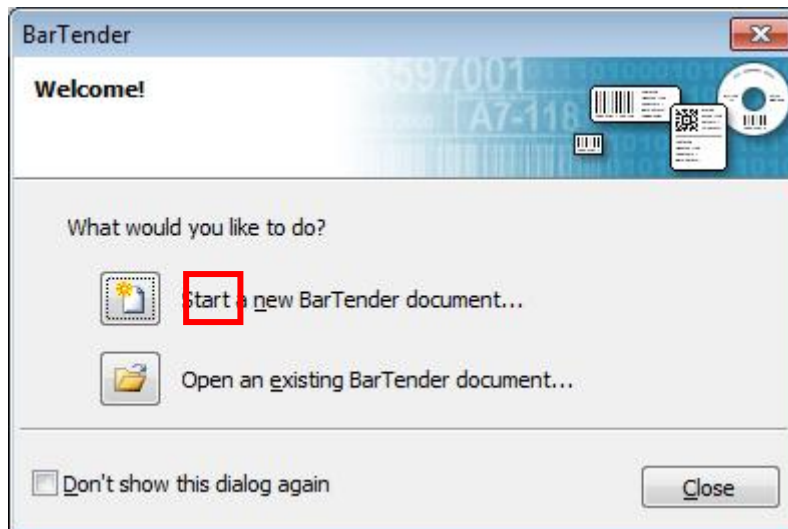 BarTender
Welcome!
3597001
A7-118
What would you like to do?
Start a new BarTender document...
Open an existing BarTender document...
Don't show this dialog again
Close